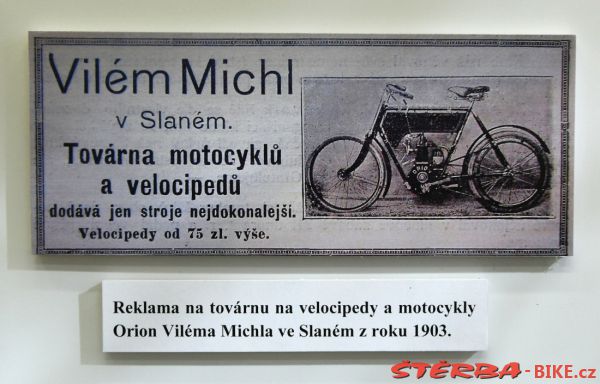 Vilém Michl
v Slaném.
Továrna motocyklů
a velocipedů
dodává jen stroje nejdokonalejší.
Velocipedy od 75 zl. výše.
Reklama na továrnu na velocipedy a motocykly
Orion Viléma Michla ve Slaném z roku 1903.
ŠTĚRBA-BIKE.cz